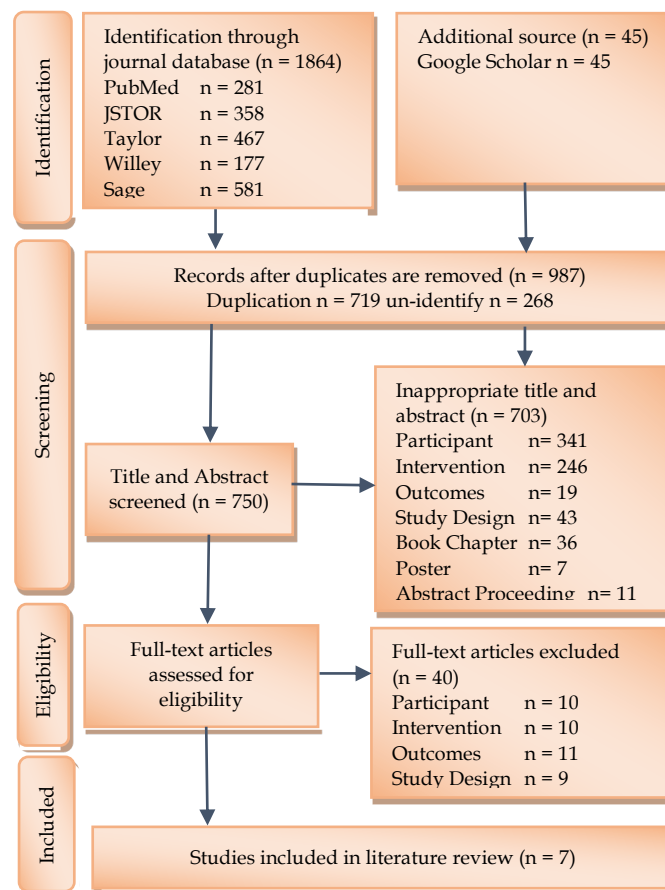 Identification
Identification through
journal database (n = 1864)
PubMed n = 281
JSTOR n = 358
Taylor n = 467
Willey n = 177
Sage n = 581
Additional source (n = 45)
Google Scholar n = 45
Screening
Records after duplicates are removed (n = 987)
Duplication n = 719 un-identify n = 268
Title and Abstract
screened (n = 750)
Inappropriate title and
abstract (n = 703)
Participant n= 341
Intervention n= 246
Outcomes n= 19
Study Design n= 43
Book Chapter n= 36
Poster n= 7
Abstract Proceeding n= 11
Eligibility
Full-text articles
assessed for
eligibility
Full-text articles excluded
(n = 40)
Participant n = 10
Intervention n = 10
Outcomes n = 11
Study Design n = 9
Included
Studies included in literature review (n = 7)